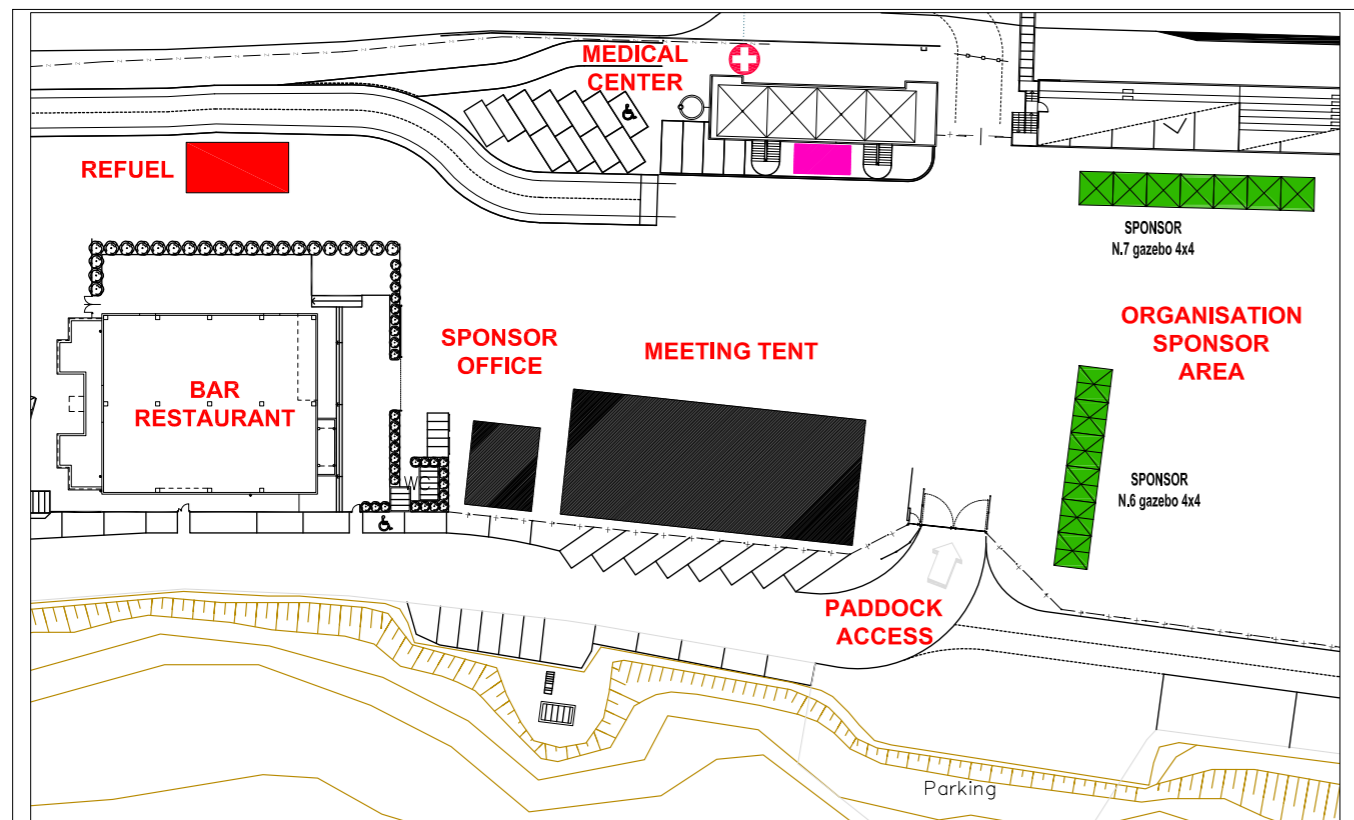 MEDICAL
CENTER
REFUEL
SPONSOR
N.7 gazebo 4x4
ORGANISATION
SPONSOR
AREA
SPONSOR
OFFICE
MEETING TENT
BAR
RESTAURANT
WC
SPONSOR
N.6 gazebo 4x4
PADDOCK
ACCESS
Parking